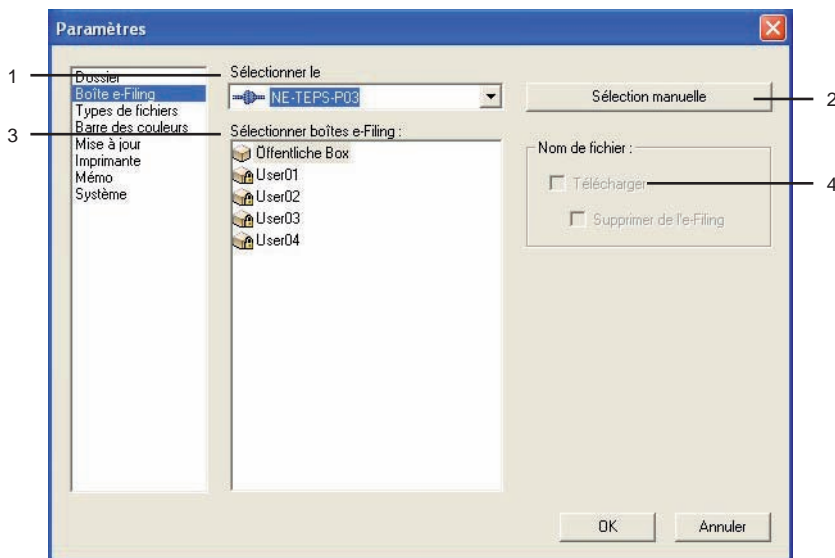 Paramètres
1
Dossier
Boîte e-Filing
Types de fichiers
Barre des couleurs
Mise à jour
Imprimante
Mémo
Système
Sélectionner le
NE-TEPS-P03
Sélection manuelle
2
3
Sélectionner boîtes e-Filing :
Öffentliche Box
User01
User02
User03
User04
Nom de fichier :
Télécharger
4
Supprimer de l'e-Filing
OK
Annuler